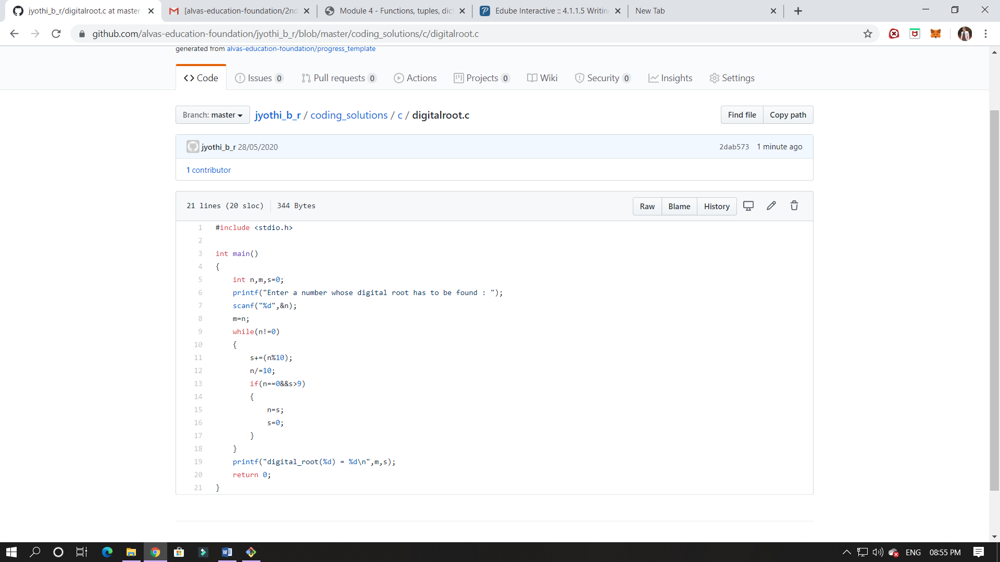 jyothi_b_r/digitalroot.c at master
[alvas-education-foundation/2nd
Module 4 - Functions, tuples, dict
Edube Interactive :: 4.1.1.5 Writing
New Tab
github.com/alvas-education-foundation/jyothi_b_r/blob/master/coding_solutions/c/digitalroot.c
generated from alvas-education-foundation/progress_template
<> Code
Issues 0
Pull requests 0
Actions
Projects 0
Wiki
Security 0
Insights
Settings
Branch: master
jyothi_b_r / coding_solutions / c / digitalroot.c
Find file
Copy path
jyothi_b_r 28/05/2020
2dab573 1 minute ago
1 contributor
21 lines (20 sloc) 344 Bytes
Raw
Blame
History
1 #include <stdio.h>
2
3 int main()
4 {
5 int n,m,s=0;
6 printf("Enter a number whose digital root has to be found : ");
7 scanf("%d",&n);
8 m=n;
9 while(n!=0)
10 {
11 s+=(n%10);
12 n/=10;
13 if(n==0&&s>9)
14 {
15 n=s;
16 s=0;
17 }
18 }
19 printf("digital_root(%d) = %d\n",m,s);
20 return 0;
21 }
ENG
08:55 PM